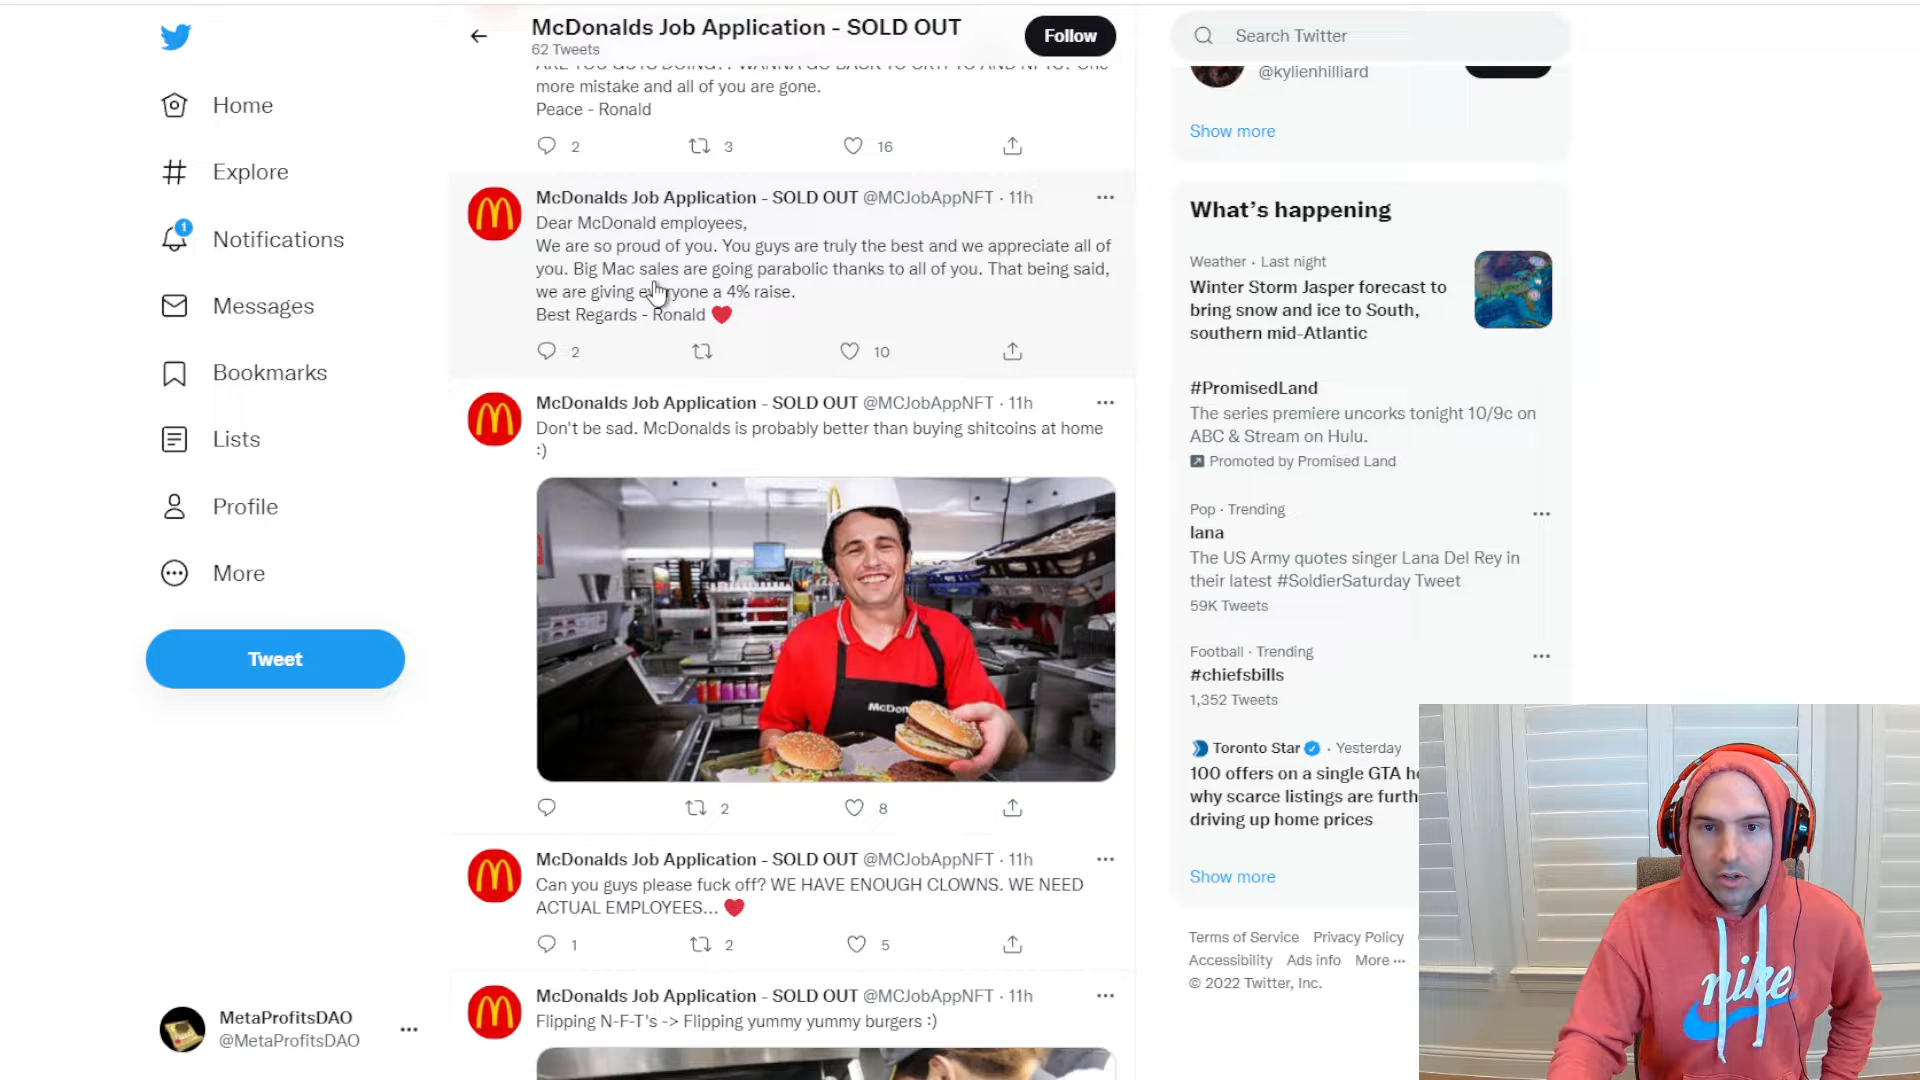 McDonalds Job Application - SOLD OUT
62 Tweets
Follow
Search Twitter
Home
Explore
1
Notifications
Messages
Bookmarks
Lists
Profile
More
Tweet
MetaProfitsDAO
@MetaProfitsDAO
more mistake and all of you are gone.
Peace - Ronald
2 3 16
McDonalds Job Application - SOLD OUT @MCJobAppNFT · 11h
Dear McDonald employees,
We are so proud of you. You guys are truly the best and we appreciate all of
you. Big Mac sales are going parabolic thanks to all of you. That being said,
we are giving everyone a 4% raise.
Best Regards - Ronald ❤️
2 10
McDonalds Job Application - SOLD OUT @MCJobAppNFT · 11h
Don't be sad. McDonalds is probably better than buying shitcoins at home
:)
McDon
2 8
McDonalds Job Application - SOLD OUT @MCJobAppNFT · 11h
Can you guys please fuck off? WE HAVE ENOUGH CLOWNS. WE NEED
ACTUAL EMPLOYEES... ❤️
1 2 5
McDonalds Job Application - SOLD OUT @MCJobAppNFT · 11h
Flipping N-F-T's -> Flipping yummy yummy burgers :)
@kylienhilliard
Show more
What's happening
Weather · Last night
Winter Storm Jasper forecast to
bring snow and ice to South,
southern mid-Atlantic
#PromisedLand
The series premiere uncorks tonight 10/9c on
ABC & Stream on Hulu.
Promoted by Promised Land
Pop · Trending
lana
The US Army quotes singer Lana Del Rey in
their latest #SoldierSaturday Tweet
59K Tweets
Football · Trending
#chiefsbills
1,352 Tweets
Toronto Star · Yesterday
100 offers on a single GTA
why scarce listings are furth
driving up home prices
Show more
Terms of Service Privacy Policy
Accessibility Ads info More ···
© 2022 Twitter, Inc.
nike